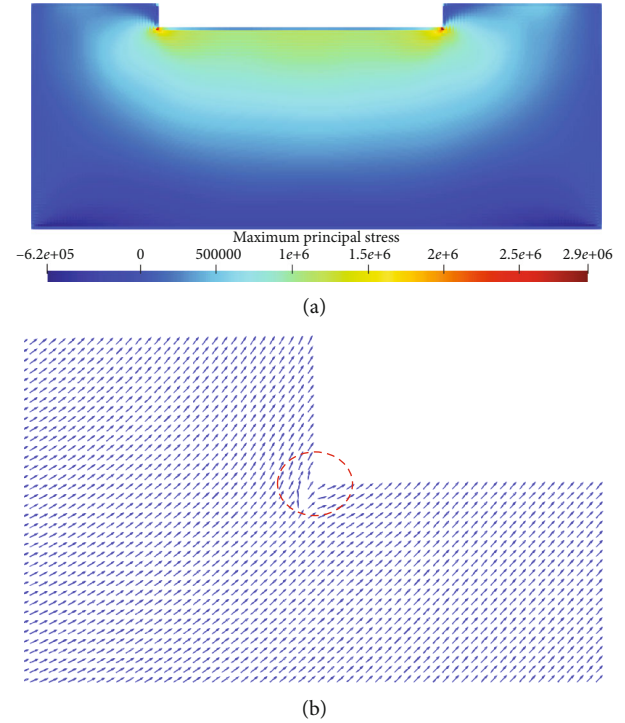 Maximum principal stress
−6.2e+05 0 500000 1e+6 1.5e+6 2e+6 2.5e+6 2.9e+06
(a)
(b)